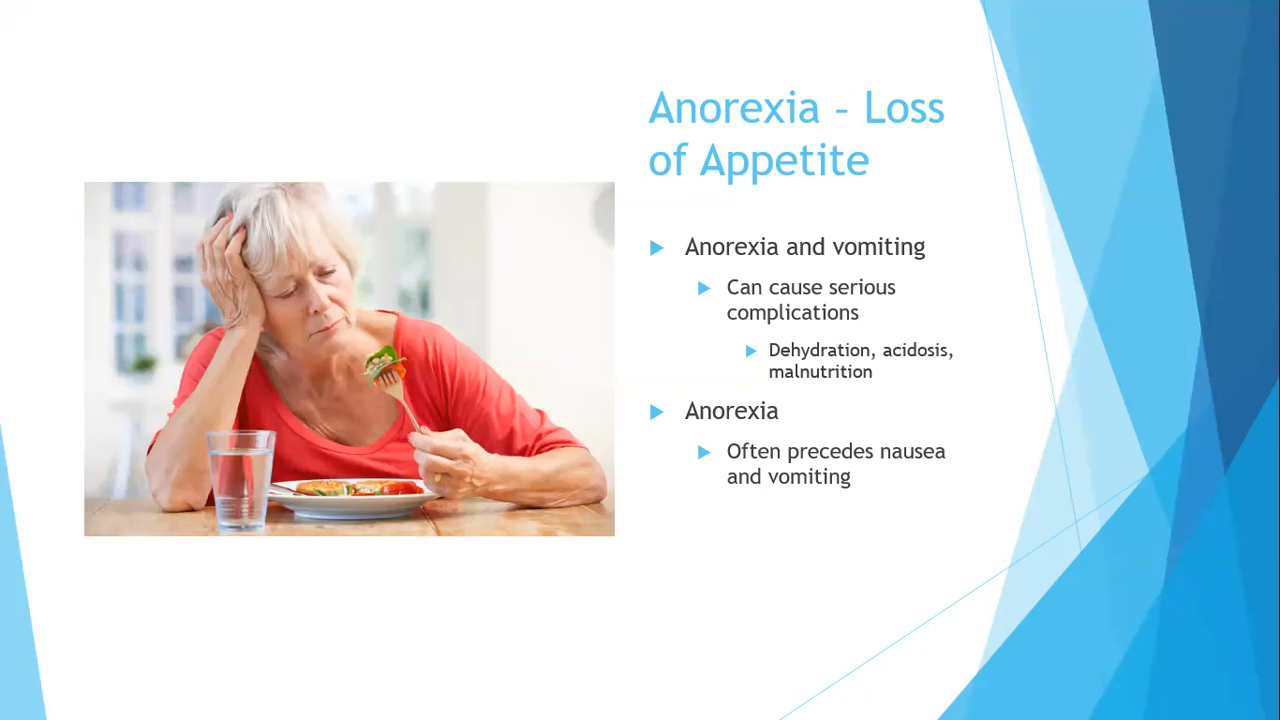 Anorexia – Loss
of Appetite
Anorexia and vomiting
Can cause serious
complications
Dehydration, acidosis,
malnutrition
Anorexia
Often precedes nausea
and vomiting